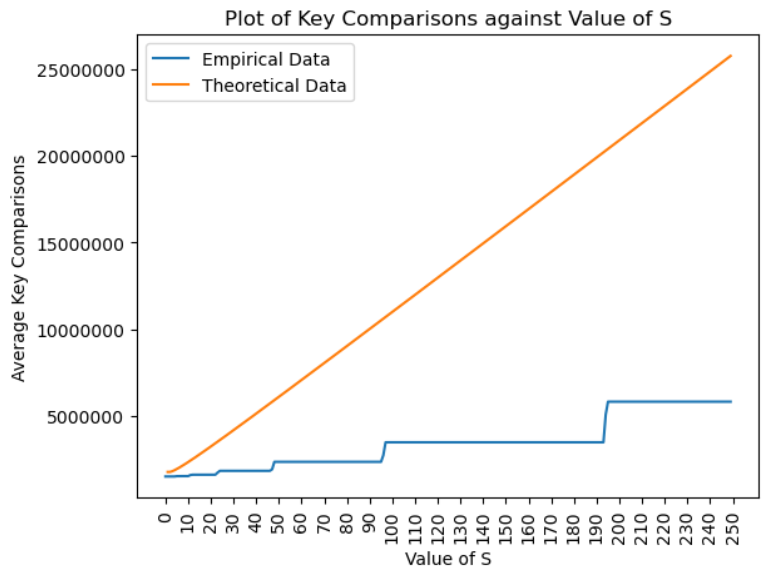 Plot of Key Comparisons against Value of S
Empirical Data
Theoretical Data
25000000
20000000
15000000
10000000
5000000
Average Key Comparisons
0 10 20 30 40 50 60 70 80 90 100 110 120 130 140 150 160 170 180 190 200 210 220 230 240 250
Value of S